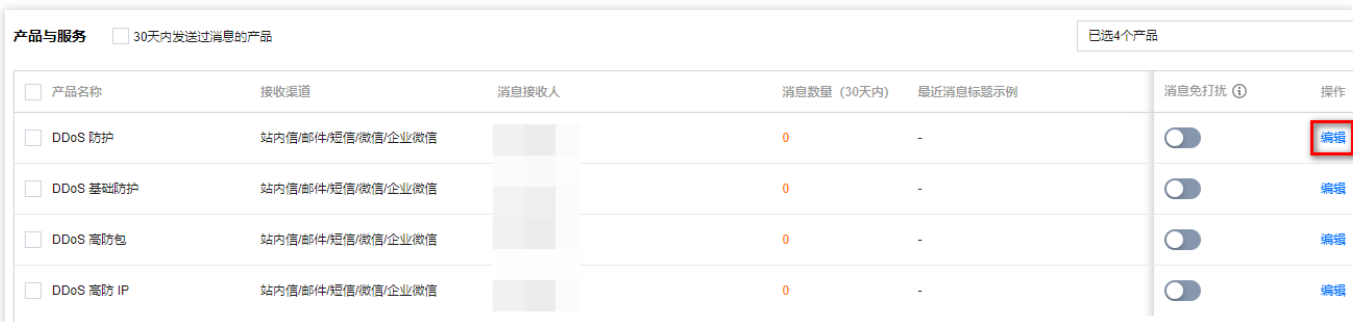 产品与服务 30天内发送过消息的产品 已选4个产品
产品名称 接收渠道 消息接收人 消息数量（30天内） 最近消息标题示例 消息免打扰 操作
DDoS 防护 站内信/邮件/短信/微信/企业微信 0 - 编辑
DDoS 基础防护 站内信/邮件/短信/微信/企业微信 0 - 编辑
DDoS 高防包 站内信/邮件/短信/微信/企业微信 0 - 编辑
DDoS 高防 IP 站内信/邮件/短信/微信/企业微信 0 - 编辑